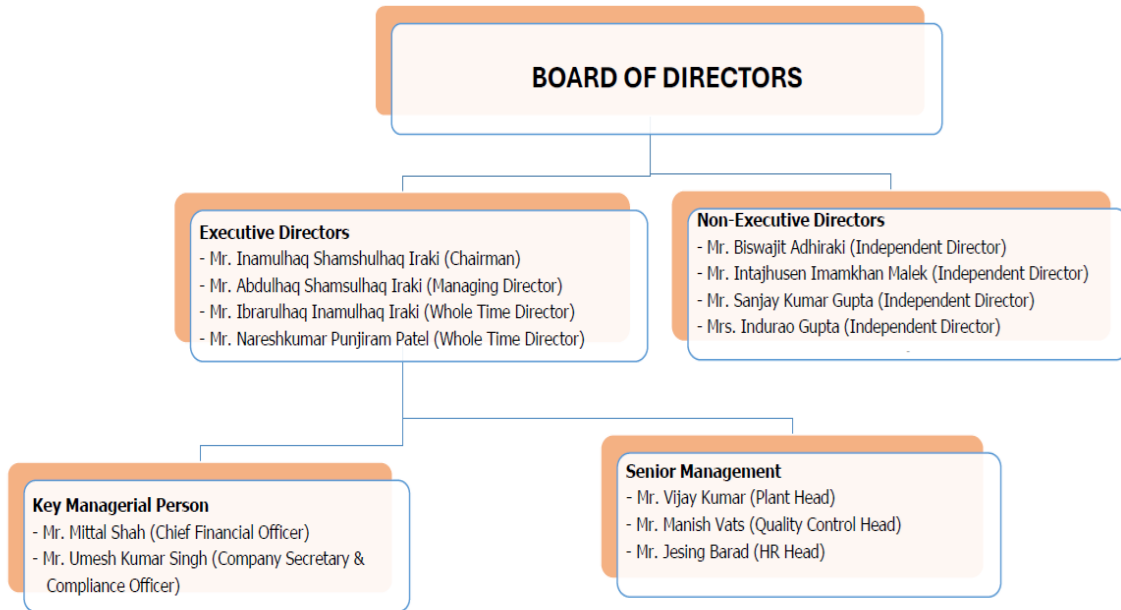 BOARD OF DIRECTORS
Executive Directors
- Mr. Inamulhaq Shamshulhaq Iraki (Chairman)
- Mr. Abdulhaq Shamsulhaq Iraki (Managing Director)
- Mr. Ibrarulhaq Inamulhaq Iraki (Whole Time Director)
- Mr. Nareshkumar Punjiram Patel (Whole Time Director)
Non-Executive Directors
- Mr. Biswajit Adhiraki (Independent Director)
- Mr. Intajhusen Imamkhan Malek (Independent Director)
- Mr. Sanjay Kumar Gupta (Independent Director)
- Mrs. Indurao Gupta (Independent Director)
Key Managerial Person
- Mr. Mittal Shah (Chief Financial Officer)
- Mr. Umesh Kumar Singh (Company Secretary &
Compliance Officer)
Senior Management
- Mr. Vijay Kumar (Plant Head)
- Mr. Manish Vats (Quality Control Head)
- Mr. Jesing Barad (HR Head)